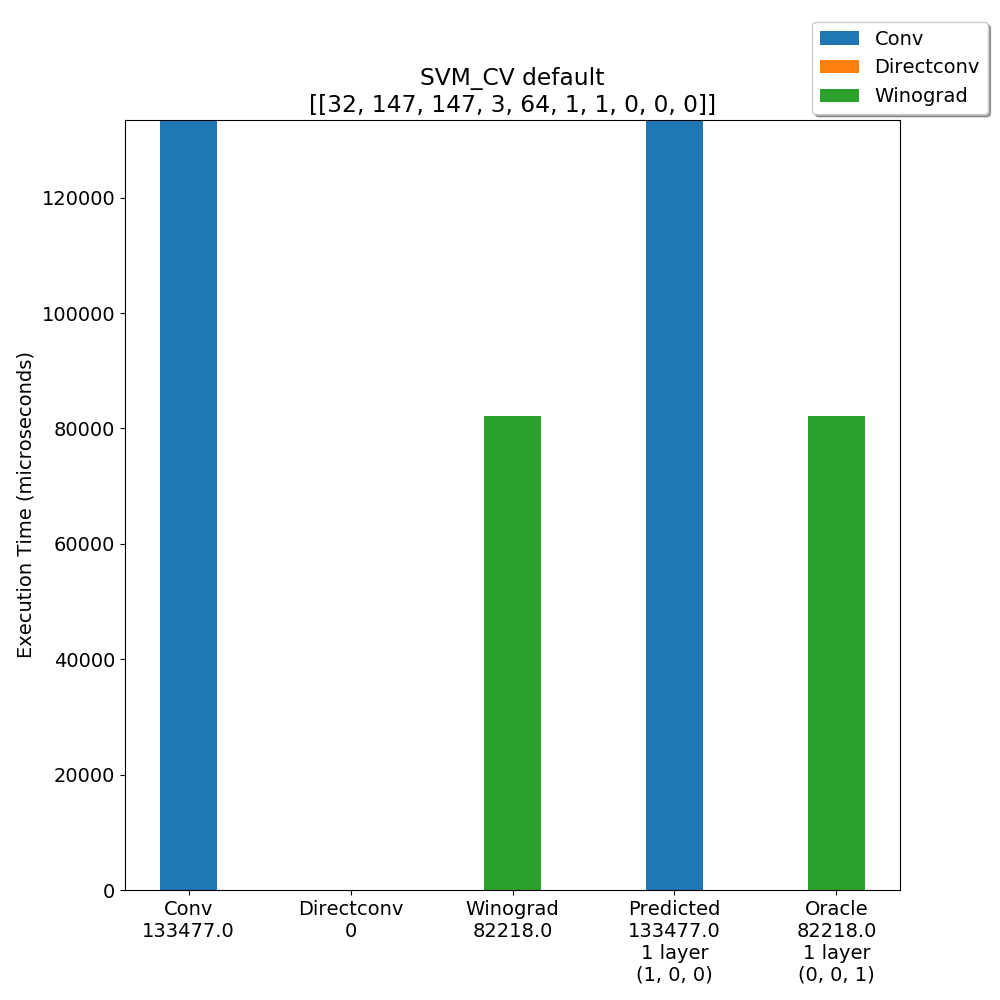 Conv
Directconv
Winograd
SVM_CV default
[[32, 147, 147, 3, 64, 1, 1, 0, 0, 0]]
Execution Time (microseconds)
120000
100000
80000
60000
40000
20000
0
Conv
133477.0
Directconv
0
Winograd
82218.0
Predicted
133477.0
1 layer
(1, 0, 0)
Oracle
82218.0
1 layer
(0, 0, 1)